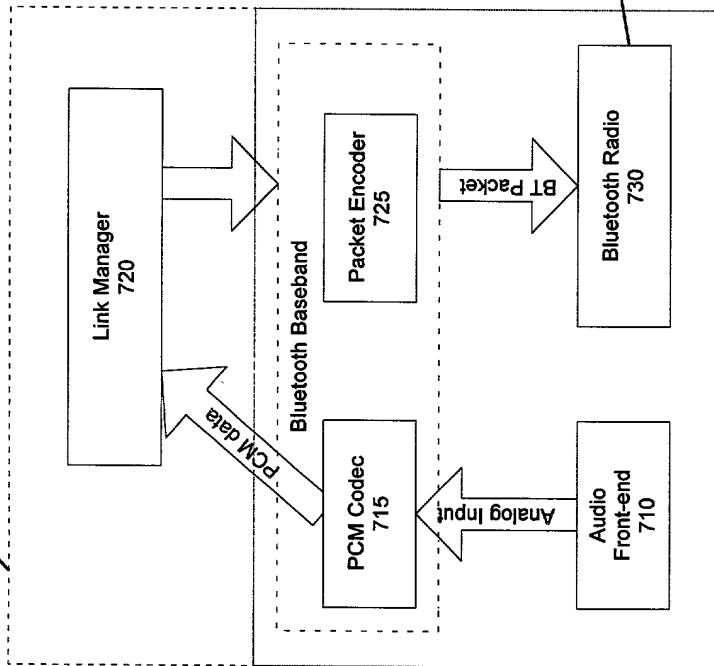 Link Manager
720
PCM data
Bluetooth Baseband
PCM Codec
715
Packet Encoder
725
Analog Input
BT Packet
Audio
Front-end
710
Bluetooth Radio
730